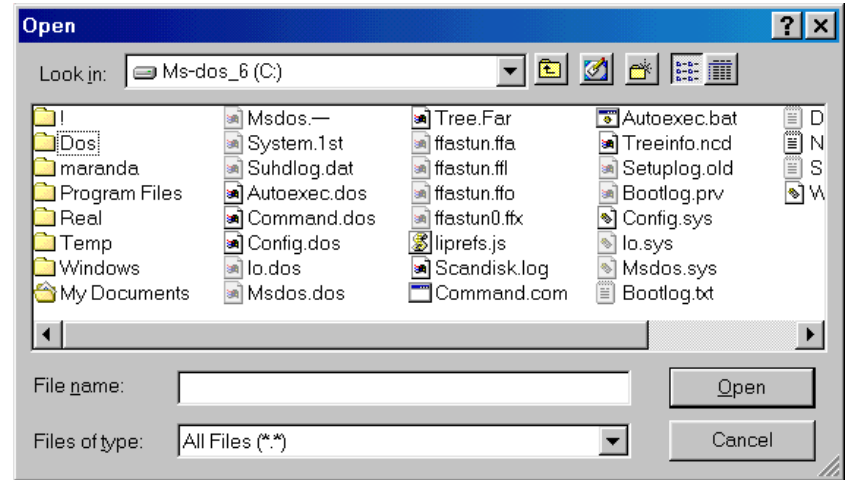 Open
Look in: Ms-dos_6 (C:)
! Msdos.— Tree.Far Autoexec.bat D
Dos System.1st ffastun.ffa Treeinfo.ncd N
maranda Suhdlog.dat ffastun.ffl Setuplog.old S
Program Files Autoexec.dos ffastun.ffo Bootlog.prv W
Real Command.dos ffastun0.ffx Config.sys
Temp Config.dos liprefs.js Io.sys
Windows Io.dos Scandisk.log Msdos.sys
My Documents Msdos.dos Command.com Bootlog.txt
File name: Open
Files of type: All Files (*.*) Cancel